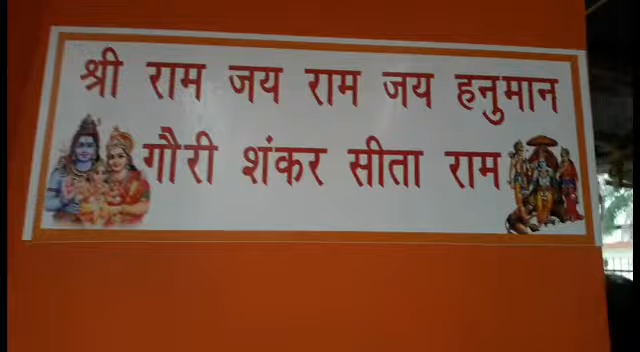 श्री राम जय राम जय हनुमान
गौरी शंकर सीता राम